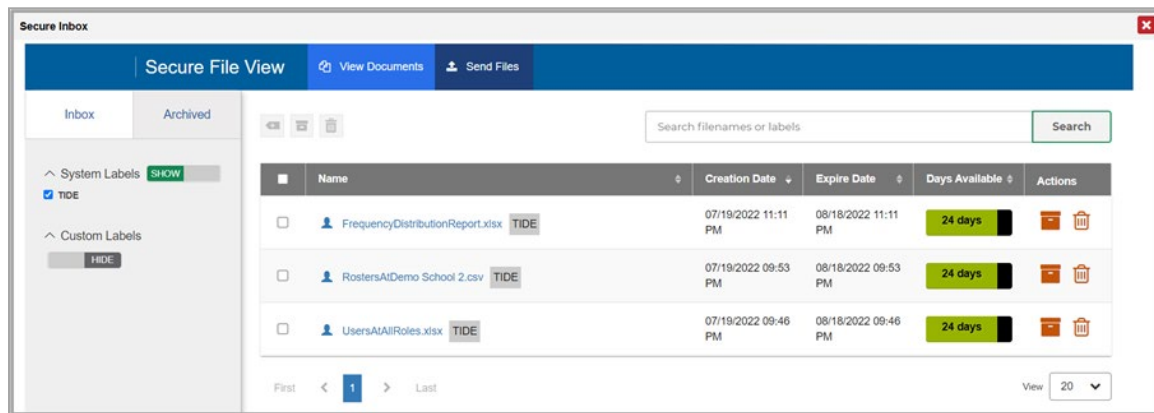 Secure Inbox
Secure File View View Documents Send Files
Inbox Archived
Search filenames or labels Search
System Labels SHOW
TIDE
Custom Labels
HIDE
Name Creation Date Expire Date Days Available Actions
FrequencyDistributionReport.xlsx TIDE 07/19/2022 11:11 PM 08/18/2022 11:11 PM 24 days
RostersAtDemo School 2.csv TIDE 07/19/2022 09:53 PM 08/18/2022 09:53 PM 24 days
UsersAtAllRoles.xlsx TIDE 07/19/2022 09:46 PM 08/18/2022 09:46 PM 24 days
First 1 Last View 20